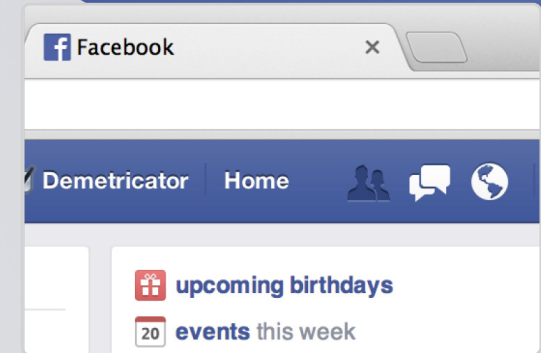 Facebook
Demetricator Home
upcoming birthdays
20 events this week